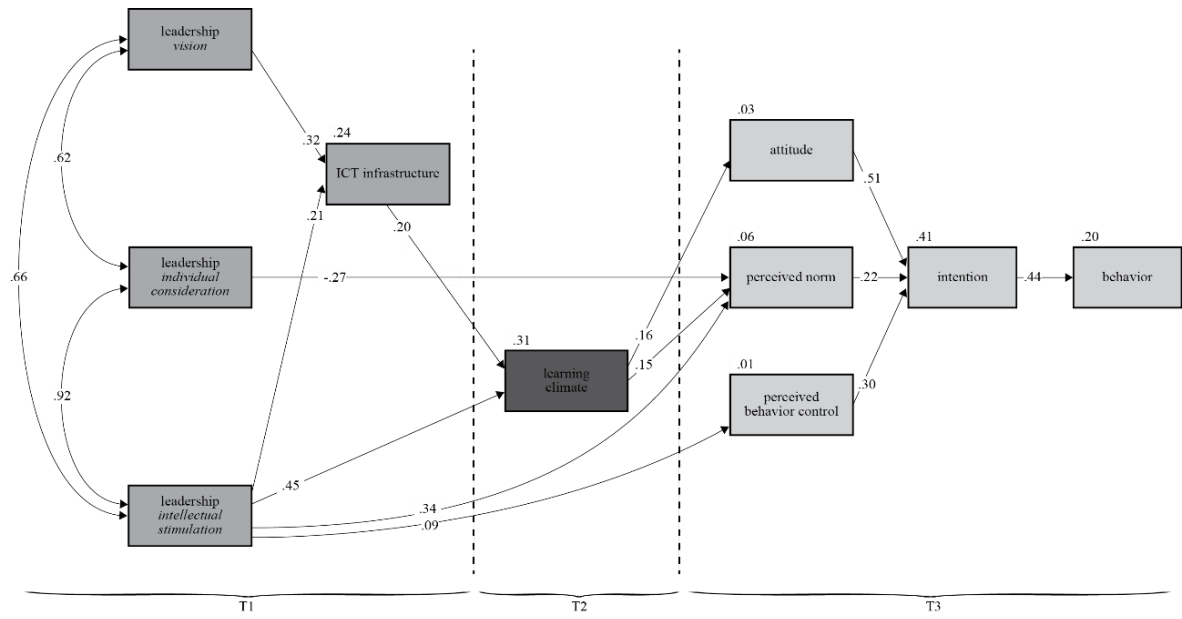 leadership
vision
.03
.32
.24
attitude
.62
ICT infrastructure
.51
.21
.20
.06
.41
.20
leadership
individual
consideration
.66
-.27
perceived norm
.22
intention
.44
behavior
.31
.16
.15
learning
climate
.01
.92
perceived
behavior control
.30
.45
leadership
intellectual
stimulation
.34
.09
T1
T2
T3